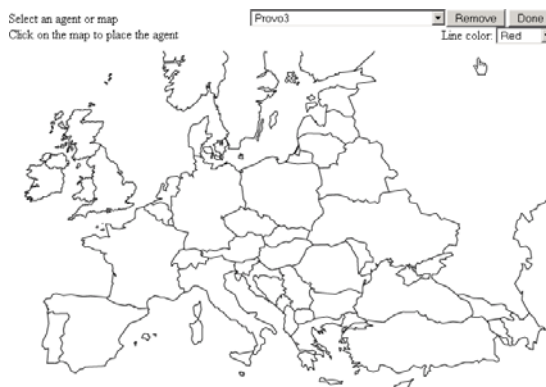 Select an agent or map Provo3 Remove Done
Click on the map to place the agent Line color: Red